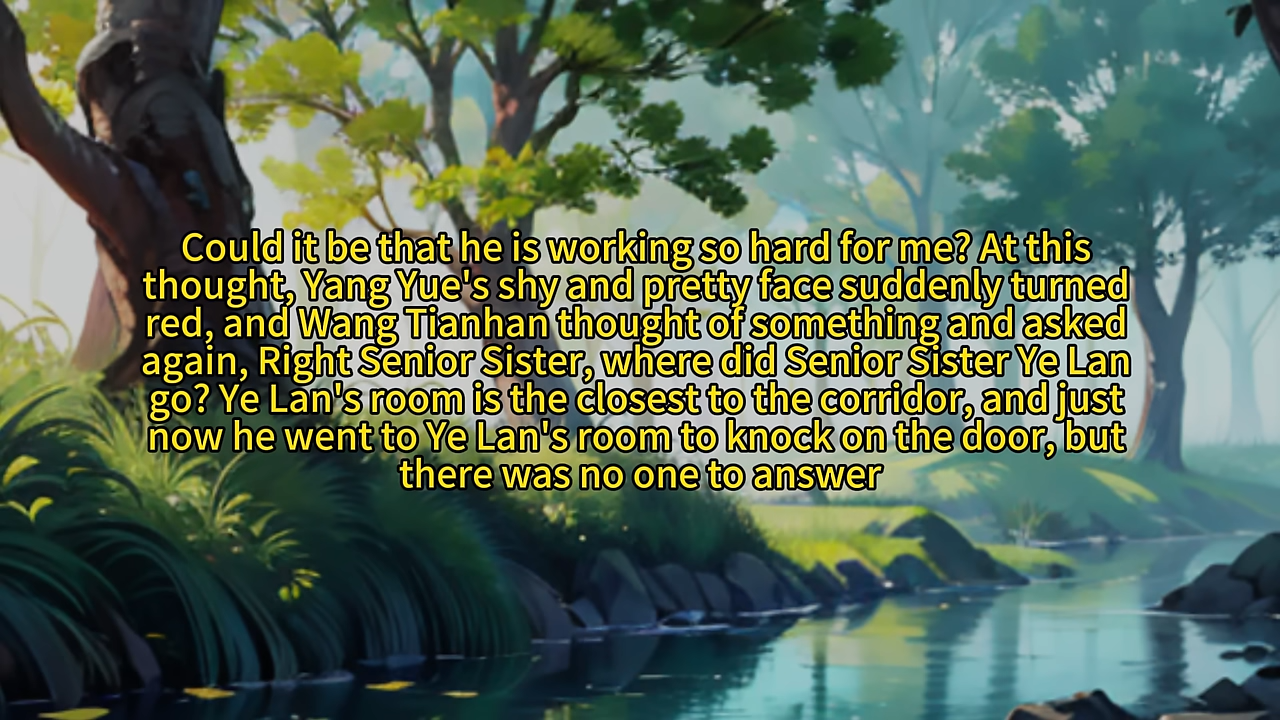 Could it be that he is working so hard for me? At this
thought, Yang Yue's shy and pretty face suddenly turned
red, and Wang Tianhan thought of something and asked
again, Right Senior Sister, where did Senior Sister Ye Lan
go? Ye Lan's room is the closest to the corridor, and just
now he went to Ye Lan's room to knock on the door, but
there was no one to answer